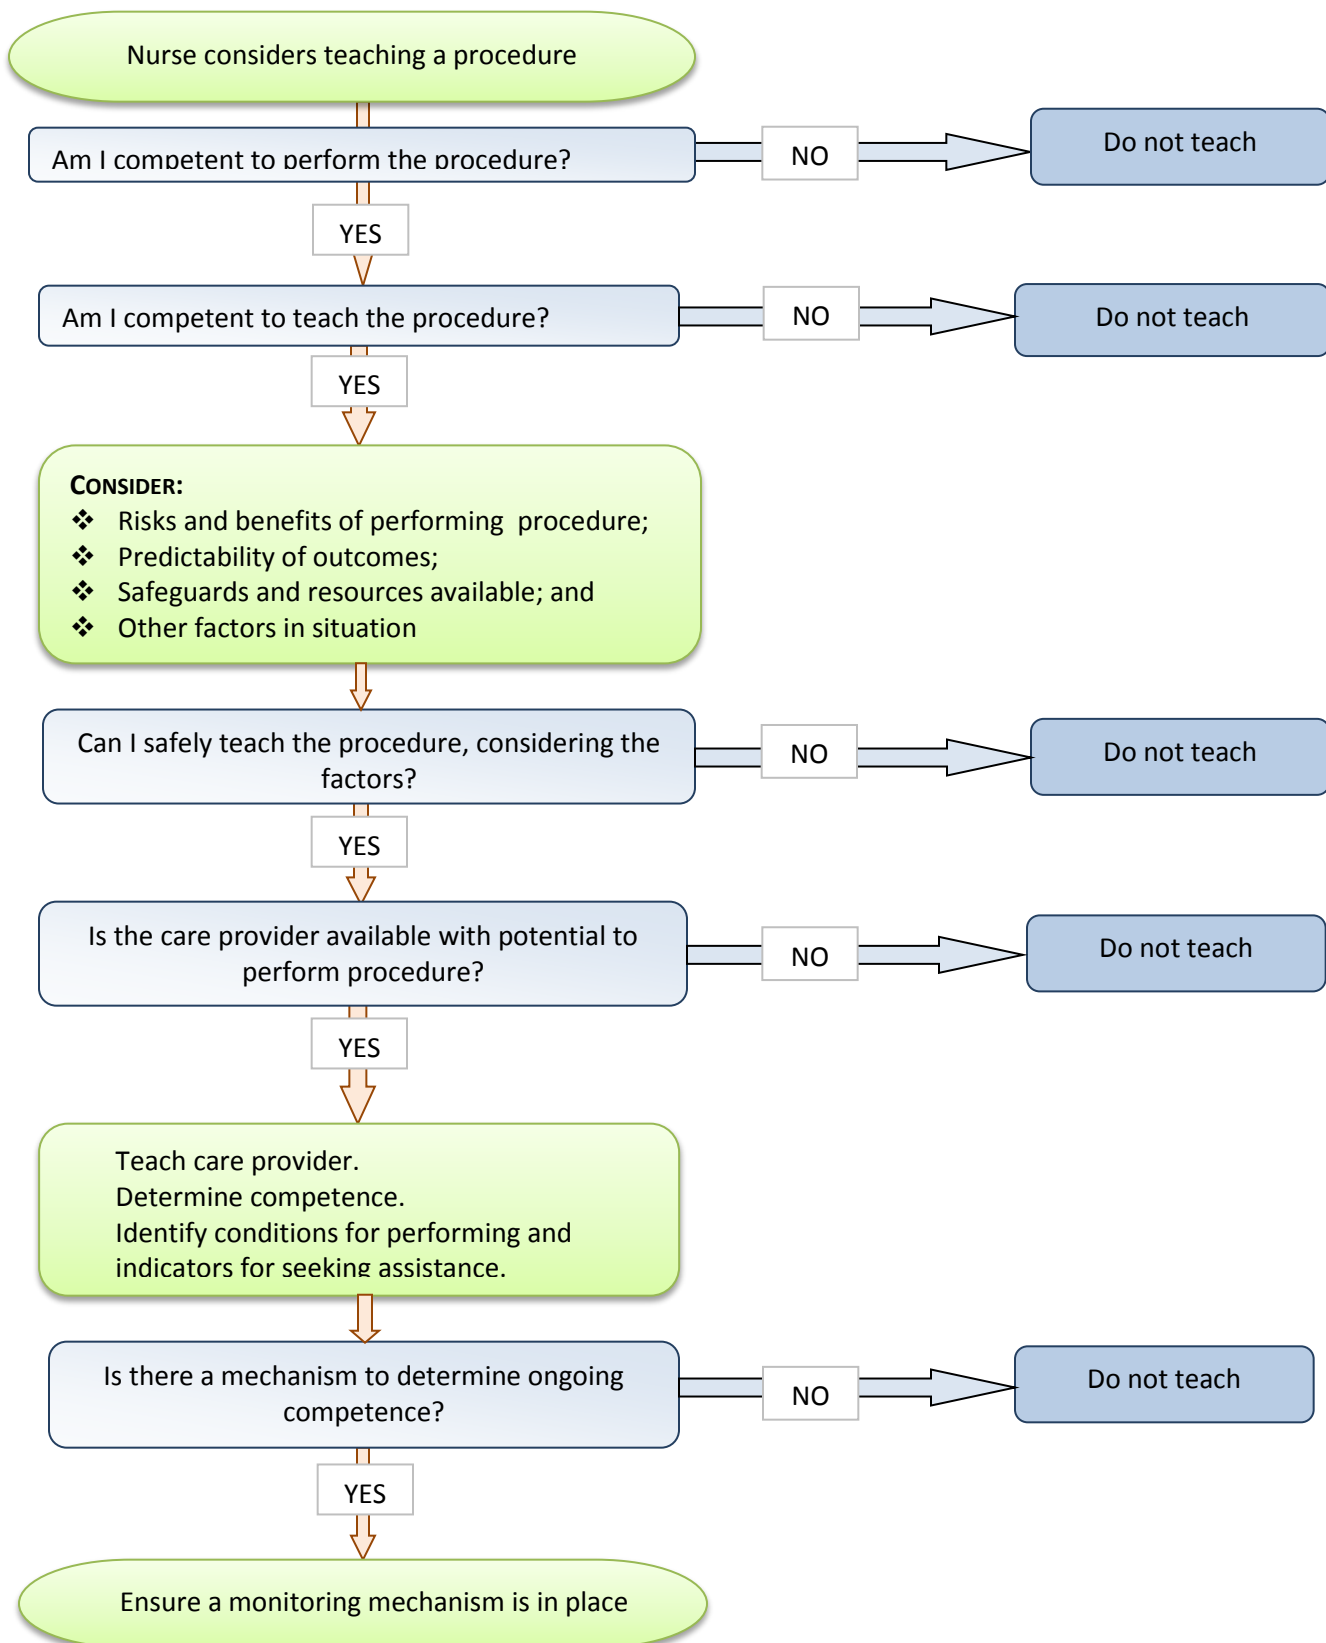 Nurse considers teaching a procedure
Am I competent to perform the procedure?
NO
Do not teach
YES
Am I competent to teach the procedure?
NO
Do not teach
YES
CONSIDER:
❖ Risks and benefits of performing procedure;
❖ Predictability of outcomes;
❖ Safeguards and resources available; and
❖ Other factors in situation
Can I safely teach the procedure, considering the
factors?
NO
Do not teach
YES
Is the care provider available with potential to
perform procedure?
NO
Do not teach
YES
Teach care provider.
Determine competence.
Identify conditions for performing and
indicators for seeking assistance.
Is there a mechanism to determine ongoing
competence?
NO
Do not teach
YES
Ensure a monitoring mechanism is in place